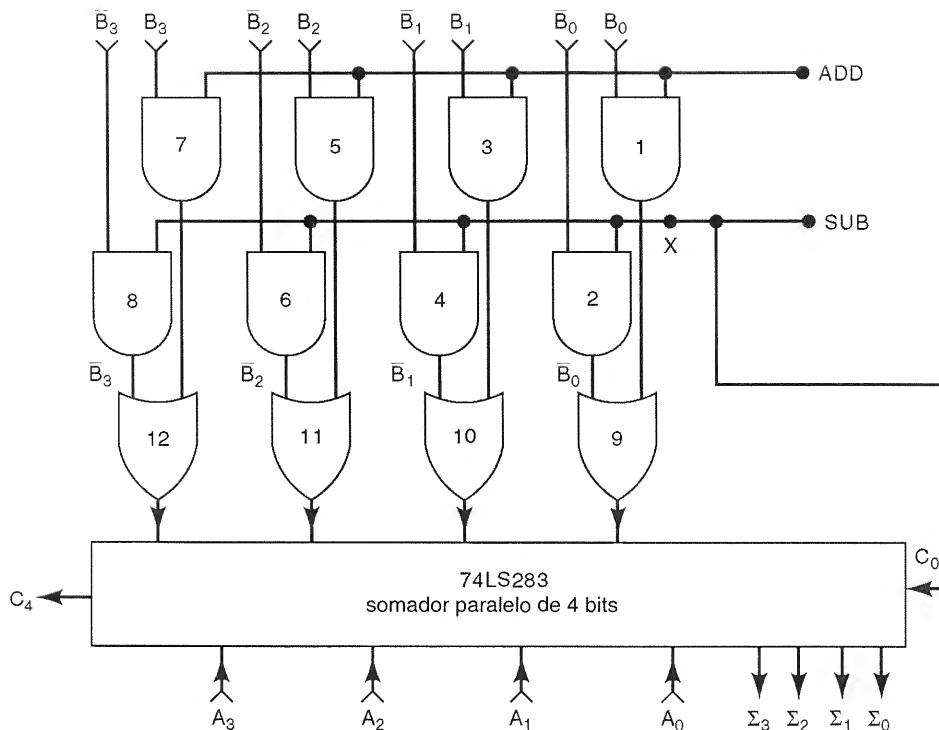 B̅₃ B₃ B̅₂ B₂ B̅₁ B₁ B̅₀ B₀
ADD
7 5 3 1
SUB
X
8 6 4 2
B̅₃ B̅₂ B̅₁ B̅₀
12 11 10 9
C₀
74LS283
C₄
somador paralelo de 4 bits
A₃ A₂ A₁ A₀ Σ₃ Σ₂ Σ₁ Σ₀